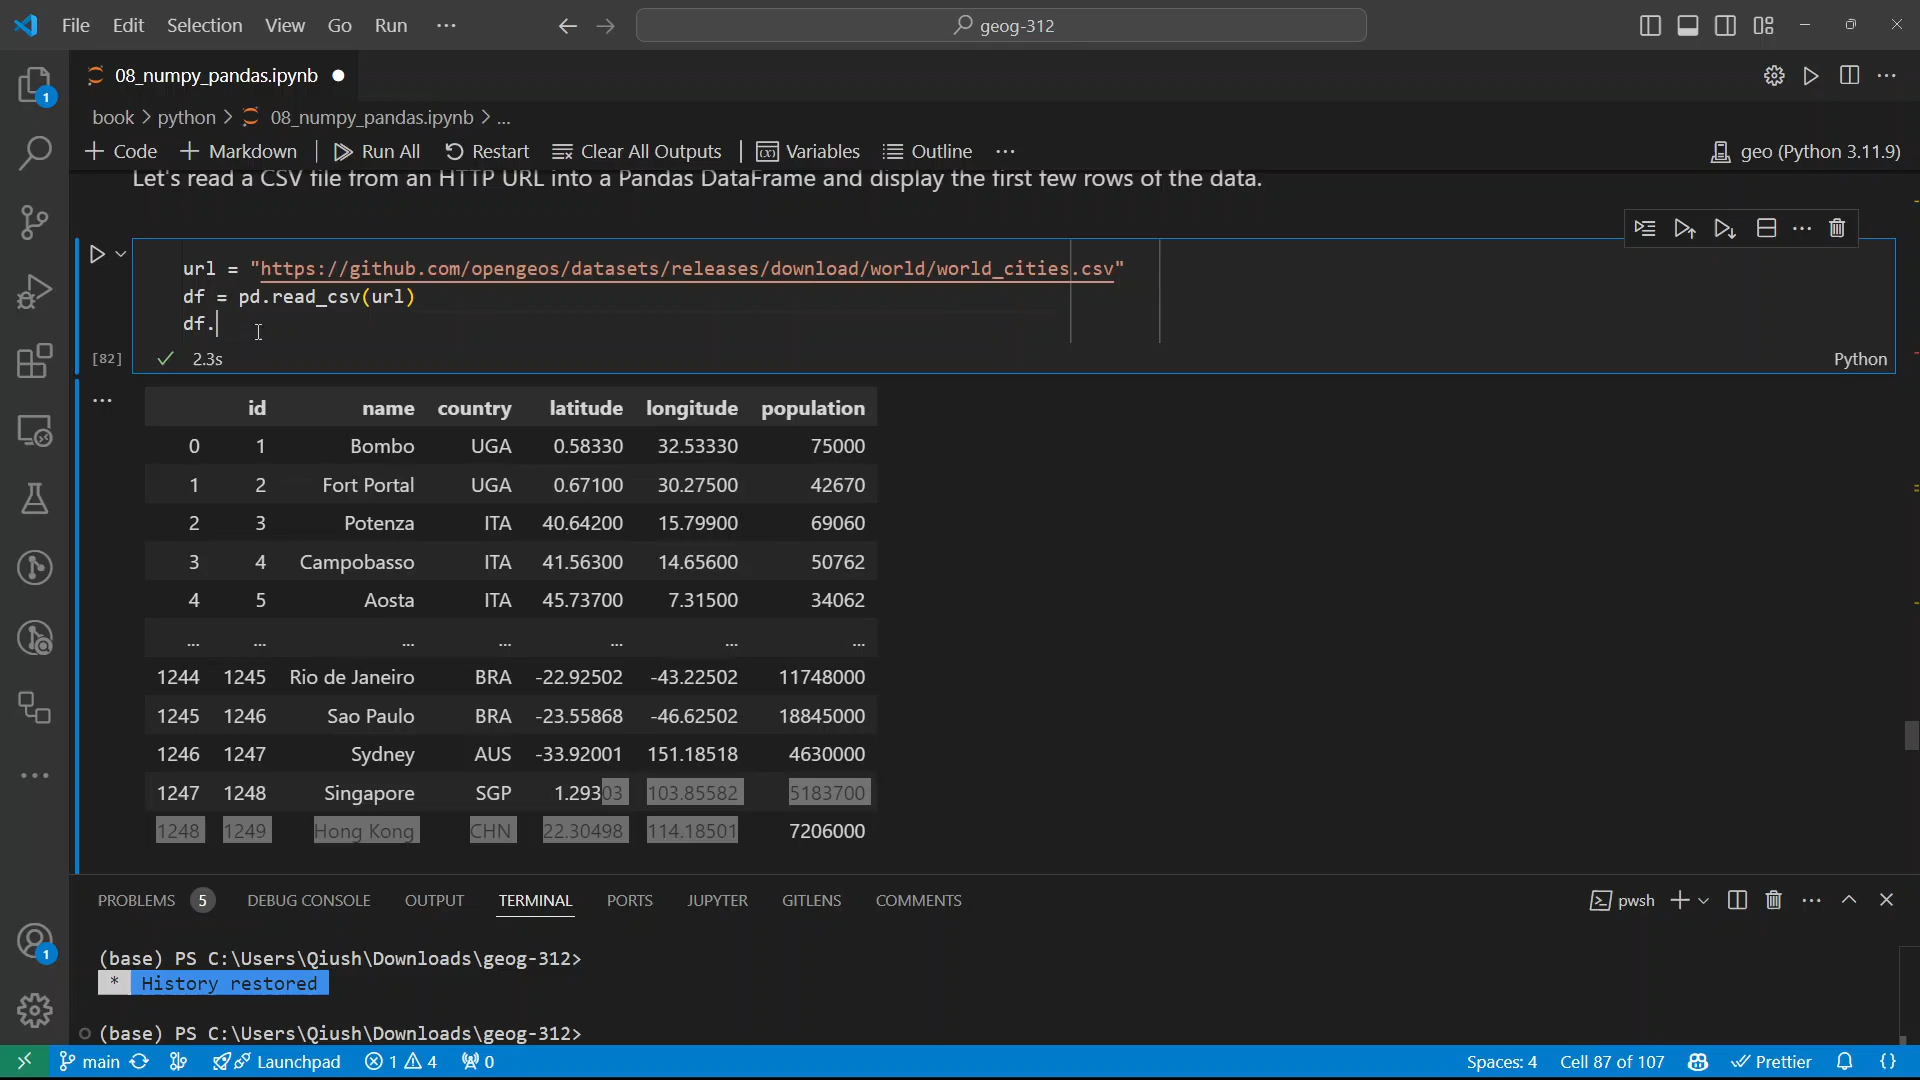 File Edit Selection View Go Run ··· geog-312
08_numpy_pandas.ipynb
book > python > 08_numpy_pandas.ipynb > ...
Code Markdown Run All Restart Clear All Outputs Variables Outline ··· geo (Python 3.11.9)
Let's read a CSV file from an HTTP URL into a Pandas DataFrame and display the first few rows of the data.
url = "https://github.com/opengeos/datasets/releases/download/world/world_cities.csv"
df = pd.read_csv(url)
df.
[82] 2.3s Python
id name country latitude longitude population
0 1 Bombo UGA 0.58330 32.53330 75000
1 2 Fort Portal UGA 0.67100 30.27500 42670
2 3 Potenza ITA 40.64200 15.79900 69060
3 4 Campobasso ITA 41.56300 14.65600 50762
4 5 Aosta ITA 45.73700 7.31500 34062
... ... ... ... ... ... ...
1244 1245 Rio de Janeiro BRA -22.92502 -43.22502 11748000
1245 1246 Sao Paulo BRA -23.55868 -46.62502 18845000
1246 1247 Sydney AUS -33.92001 151.18518 4630000
1247 1248 Singapore SGP 1.29303 103.85582 5183700
1248 1249 Hong Kong CHN 22.30498 114.18501 7206000
PROBLEMS 5 DEBUG CONSOLE OUTPUT TERMINAL PORTS JUPYTER GITLENS COMMENTS pwsh
(base) PS C:\Users\Qiush\Downloads\geog-312>
* History restored
(base) PS C:\Users\Qiush\Downloads\geog-312>
main Launchpad 1 4 0 Spaces: 4 Cell 87 of 107 Prettier {}